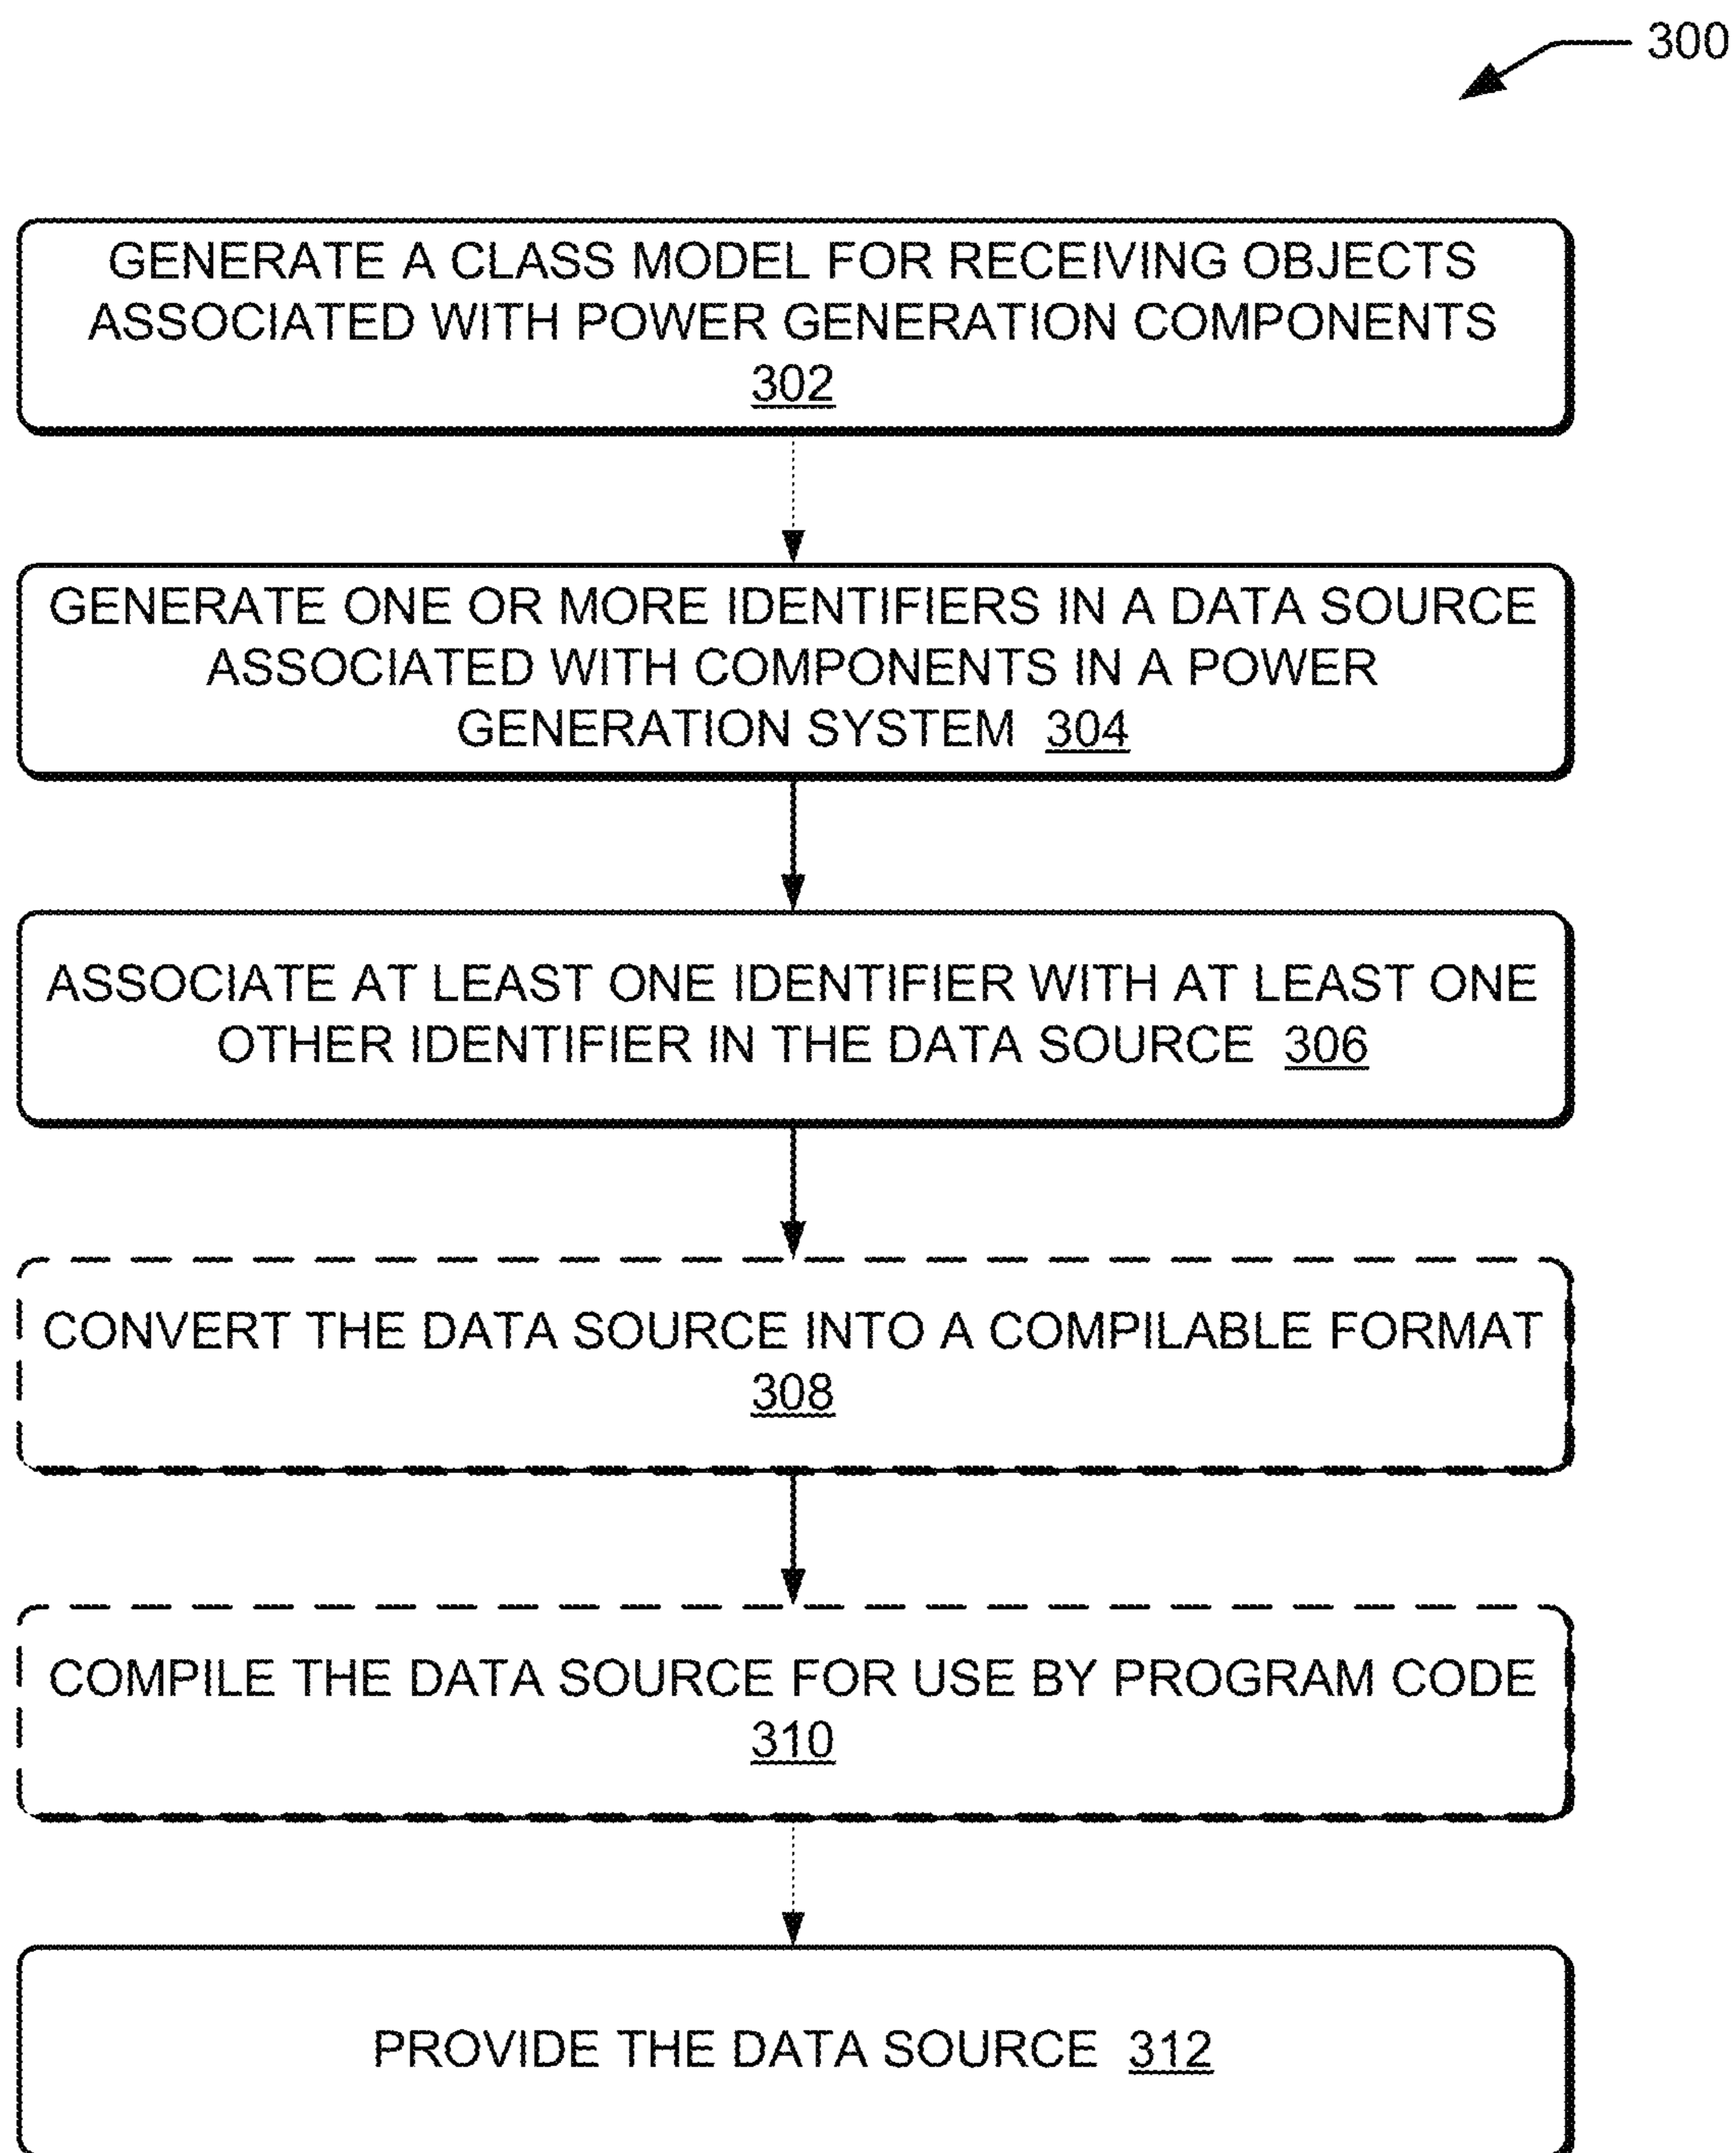 300
GENERATE A CLASS MODEL FOR RECEIVING OBJECTS
ASSOCIATED WITH POWER GENERATION COMPONENTS
302
GENERATE ONE OR MORE IDENTIFIERS IN A DATA SOURCE
ASSOCIATED WITH COMPONENTS IN A POWER
GENERATION SYSTEM 304
ASSOCIATE AT LEAST ONE IDENTIFIER WITH AT LEAST ONE
OTHER IDENTIFIER IN THE DATA SOURCE 306
CONVERT THE DATA SOURCE INTO A COMPILABLE FORMAT
308
COMPILE THE DATA SOURCE FOR USE BY PROGRAM CODE
310
PROVIDE THE DATA SOURCE 312